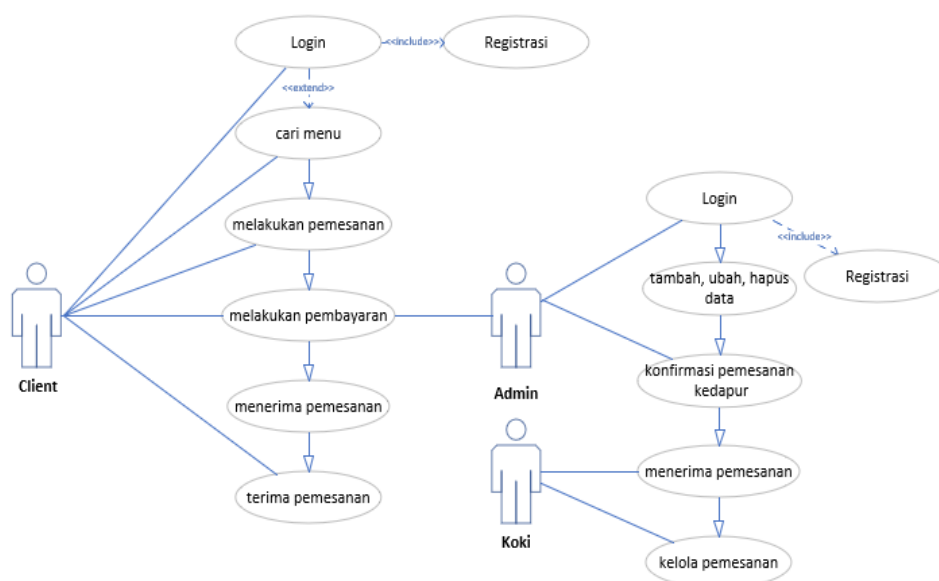 Login
<<include>>
Registrasi
<<extend>>
cari menu
melakukan pemesanan
melakukan pembayaran
menerima pemesanan
terima pemesanan
Client
Login
<<include>>
Registrasi
tambah, ubah, hapus
data
konfirmasi pemesanan
kedapur
Admin
menerima pemesanan
kelola pemesanan
Koki